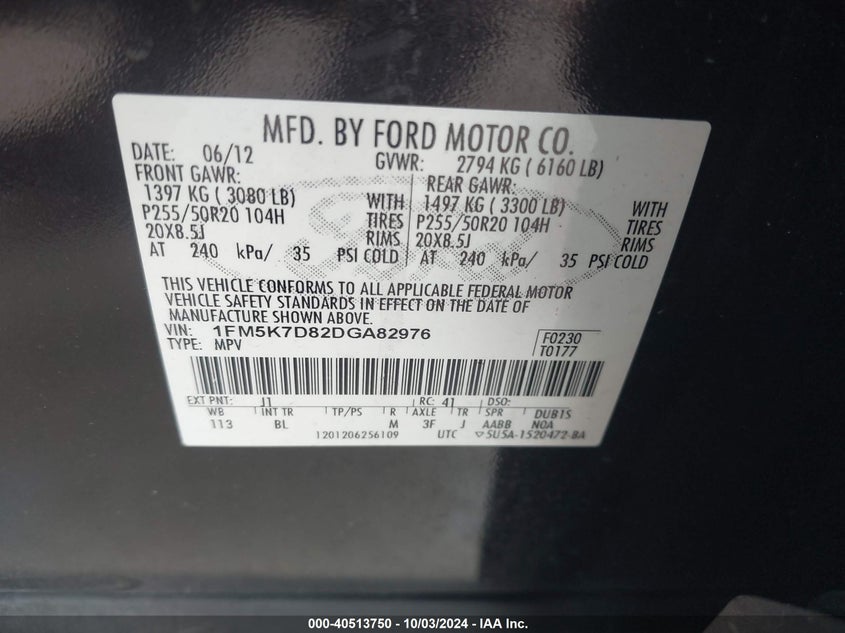 MFD. BY FORD MOTOR CO.
DATE: 06/12 GVWR: 2794 KG ( 6160 LB)
FRONT GAWR: REAR GAWR:
1397 KG ( 3080 LB) WITH 1497 KG ( 3300 LB) WITH
P255/50R20 104H TIRES P255/50R20 104H TIRES
20X8.5J RIMS 20X8.5J RIMS
AT 240 kPa/ 35 PSI COLD AT 240 kPa/ 35 PSI COLD
THIS VEHICLE CONFORMS TO ALL APPLICABLE FEDERAL MOTOR
VEHICLE SAFETY STANDARDS IN EFFECT ON THE DATE OF
MANUFACTURE SHOWN ABOVE.
VIN: 1FM5K7D82DGA82976 F0230
TYPE: MPV T0177
EXT PNT: J1 RC: 41 DSO:
WB INT TR TP/PS R AXLE TR SPR DUB1S
113 BL M 3F J AABB N0A
1201206256109 UTC ▽5U5A-1520472-BA
000-40513750 - 10/03/2024 - IAA Inc.